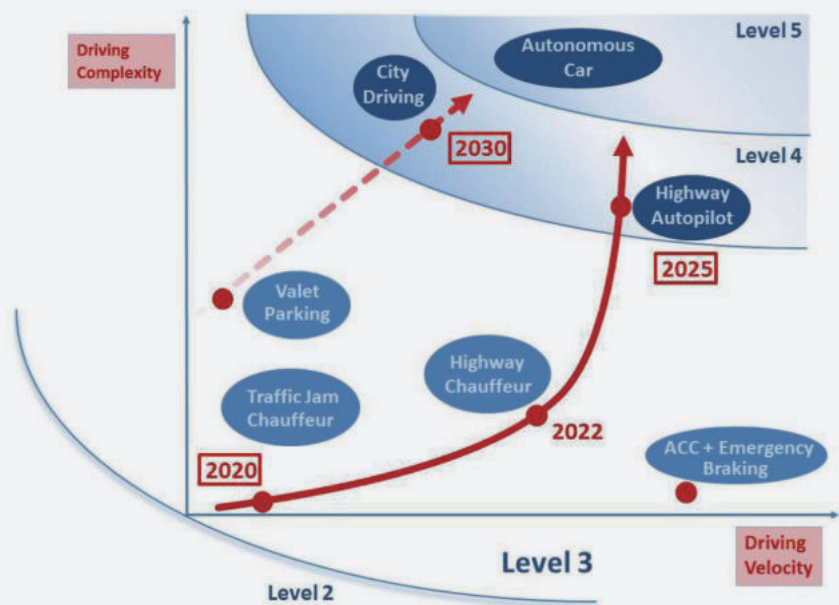 Driving
Complexity
Autonomous
Car
Level 5
City
Driving
2030
Level 4
Highway
Autopilot
2025
Valet
Parking
Highway
Chauffeur
Traffic Jam
Chauffeur
2022
2020
ACC + Emergency
Braking
Driving
Velocity
Level 3
Level 2